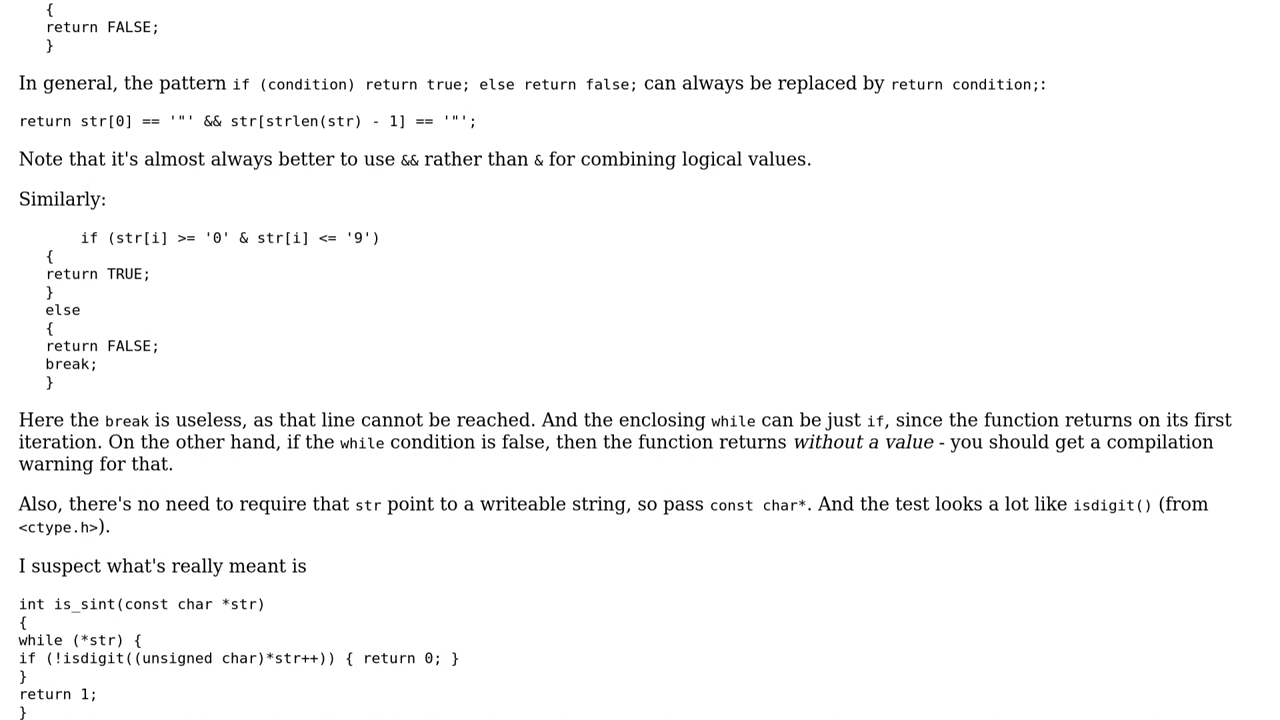 {
return FALSE;
}
In general, the pattern if (condition) return true; else return false; can always be replaced by return condition;:
return str[0] == '"' && str[strlen(str) - 1] == '"';
Note that it's almost always better to use && rather than & for combining logical values.
Similarly:
if (str[i] >= '0' & str[i] <= '9')
{
return TRUE;
}
else
{
return FALSE;
break;
}
Here the break is useless, as that line cannot be reached. And the enclosing while can be just if, since the function returns on its first
iteration. On the other hand, if the while condition is false, then the function returns without a value - you should get a compilation
warning for that.
Also, there's no need to require that str point to a writeable string, so pass const char*. And the test looks a lot like isdigit() (from
<ctype.h>).
I suspect what's really meant is
int is_sint(const char *str)
{
while (*str) {
if (!isdigit((unsigned char)*str++)) { return 0; }
}
return 1;
}